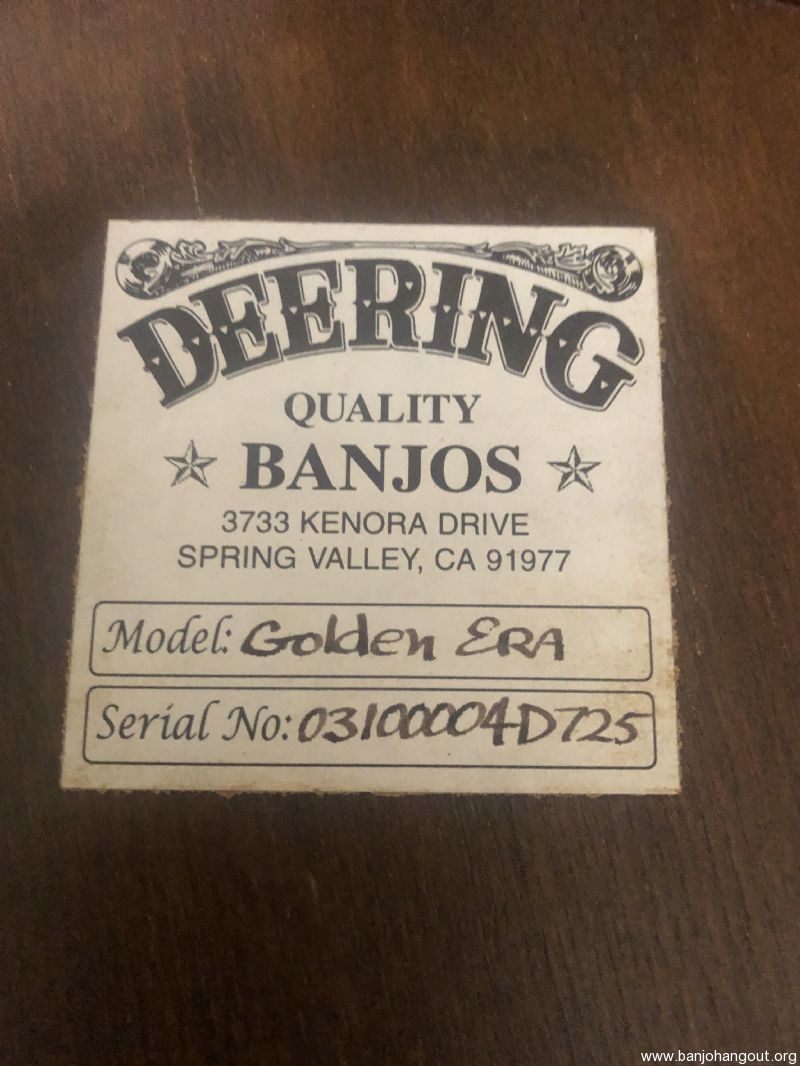 DEERING
QUALITY
BANJOS
3733 KENORA DRIVE
SPRING VALLEY, CA 91977
Model: Golden ERA
Serial No: 03100004D725
www.banjohangout.org